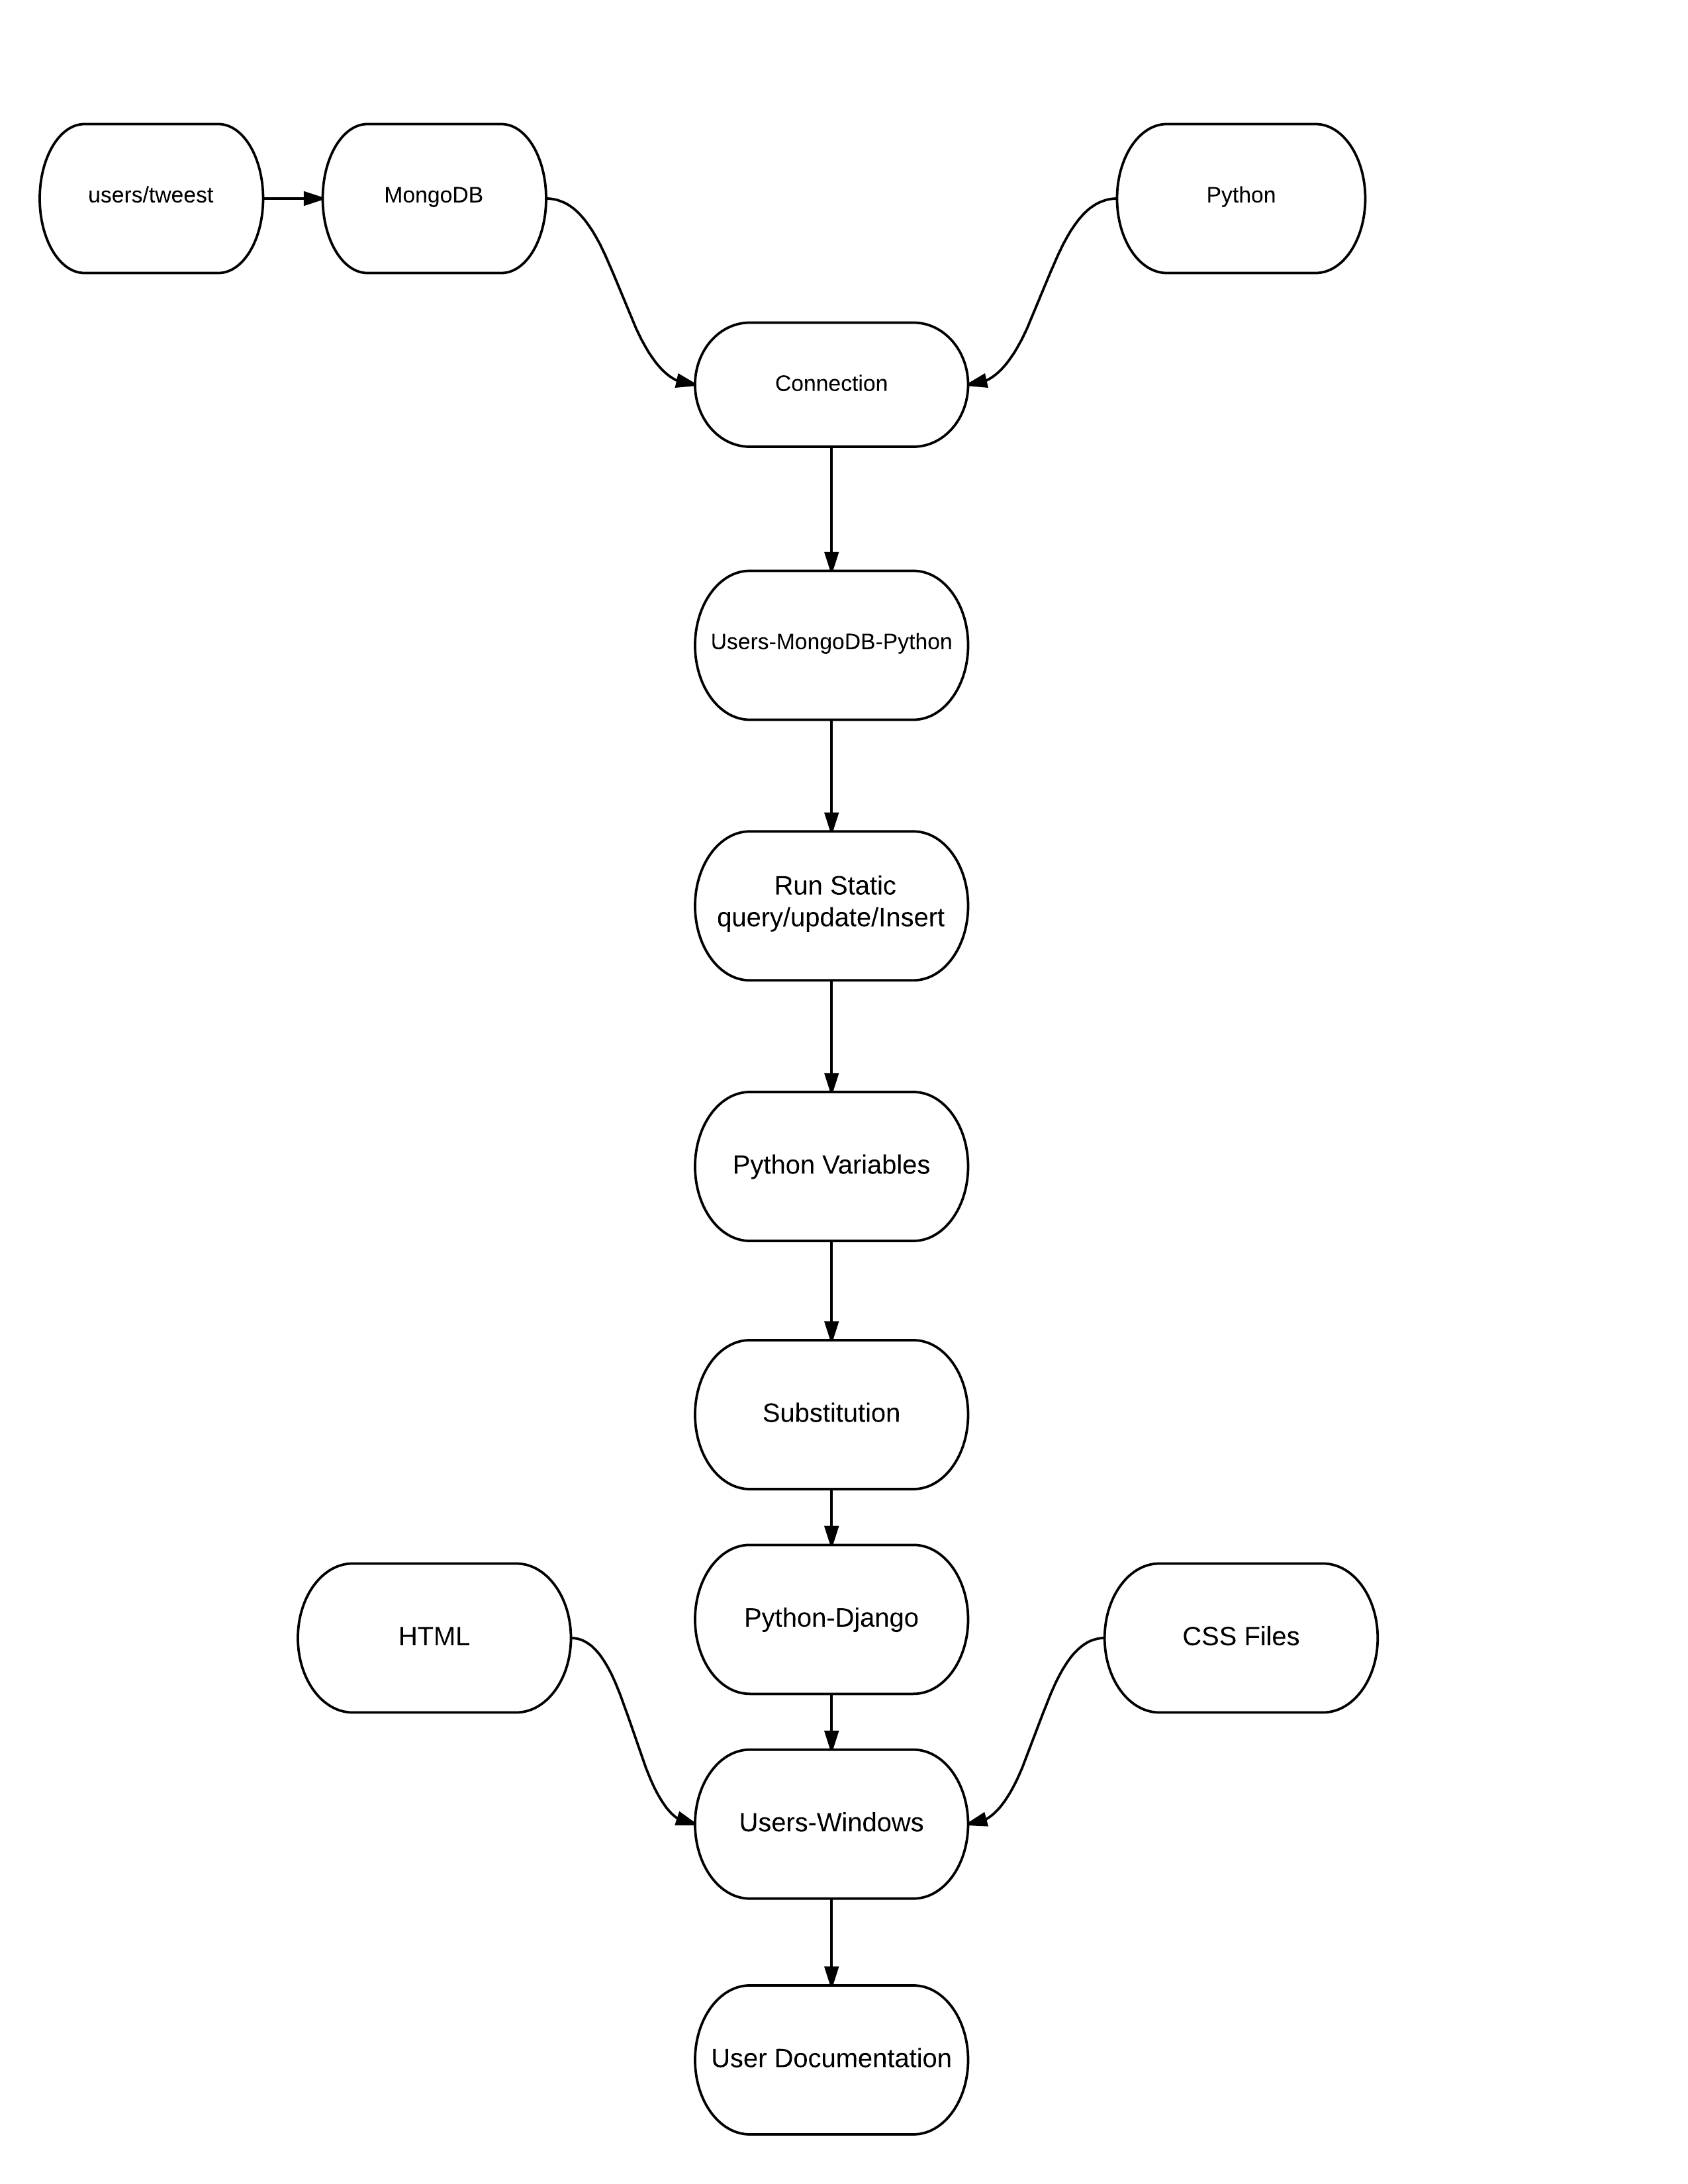 users/tweest
MongoDB
Python
Connection
Users-MongoDB-Python
Run Static
query/update/Insert
Python Variables
Substitution
Python-Django
HTML
CSS Files
Users-Windows
User Documentation